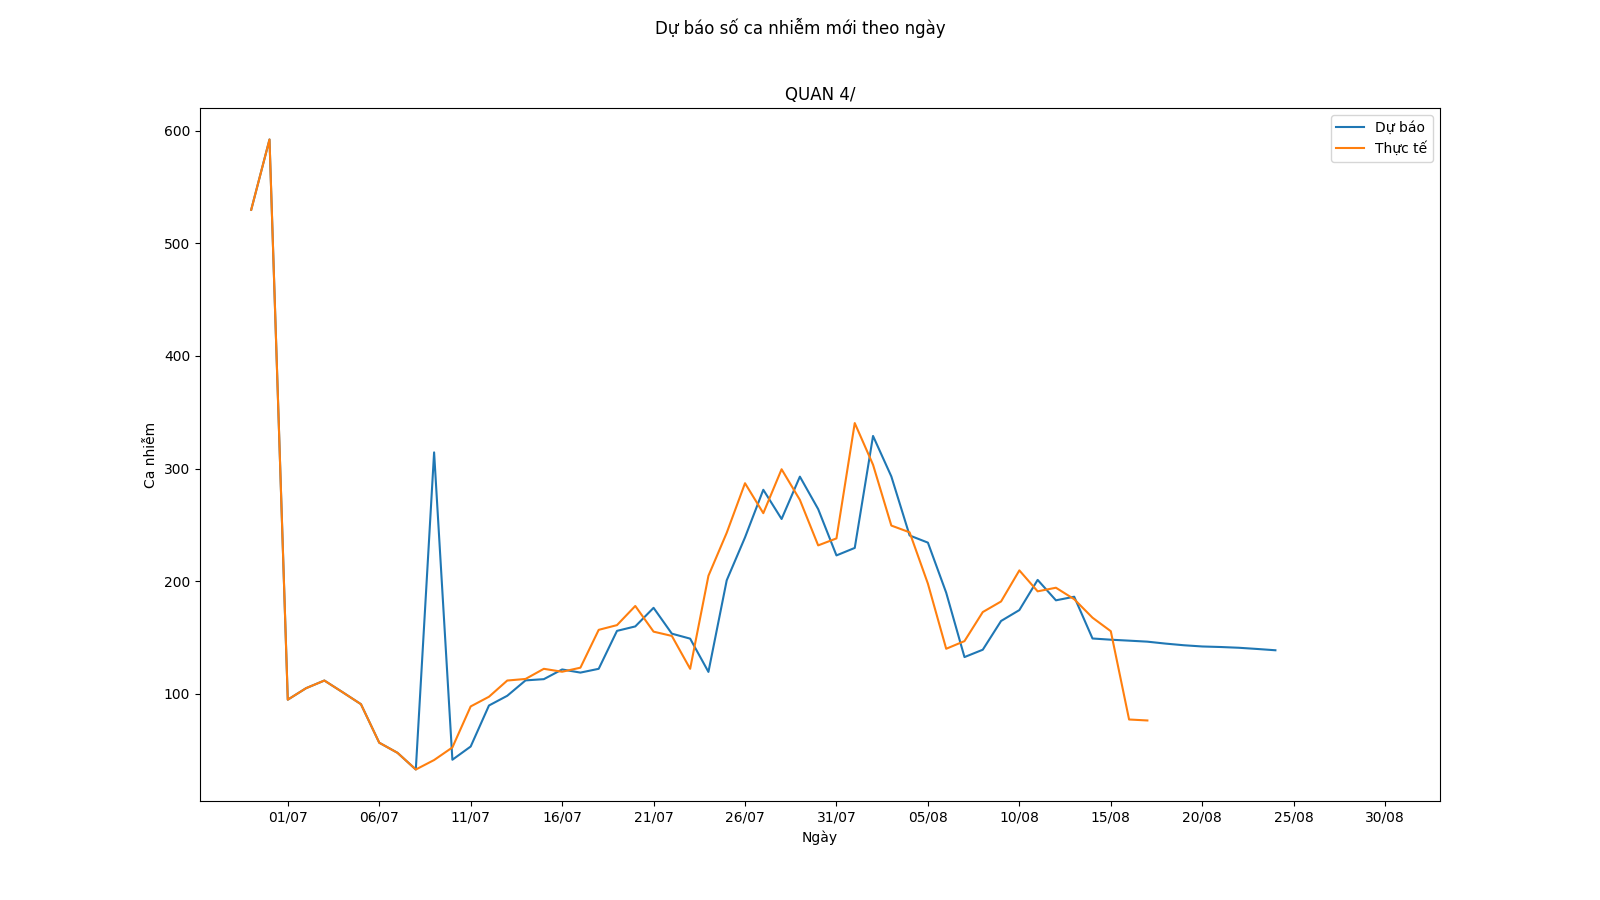 Dự báo số ca nhiễm mới theo ngày
QUAN 4/
Dự báo
Thực tế
600
500
400
300
200
100
Ca nhiễm
01/07 06/07 11/07 16/07 21/07 26/07 31/07 05/08 10/08 15/08 20/08 25/08 30/08
Ngày